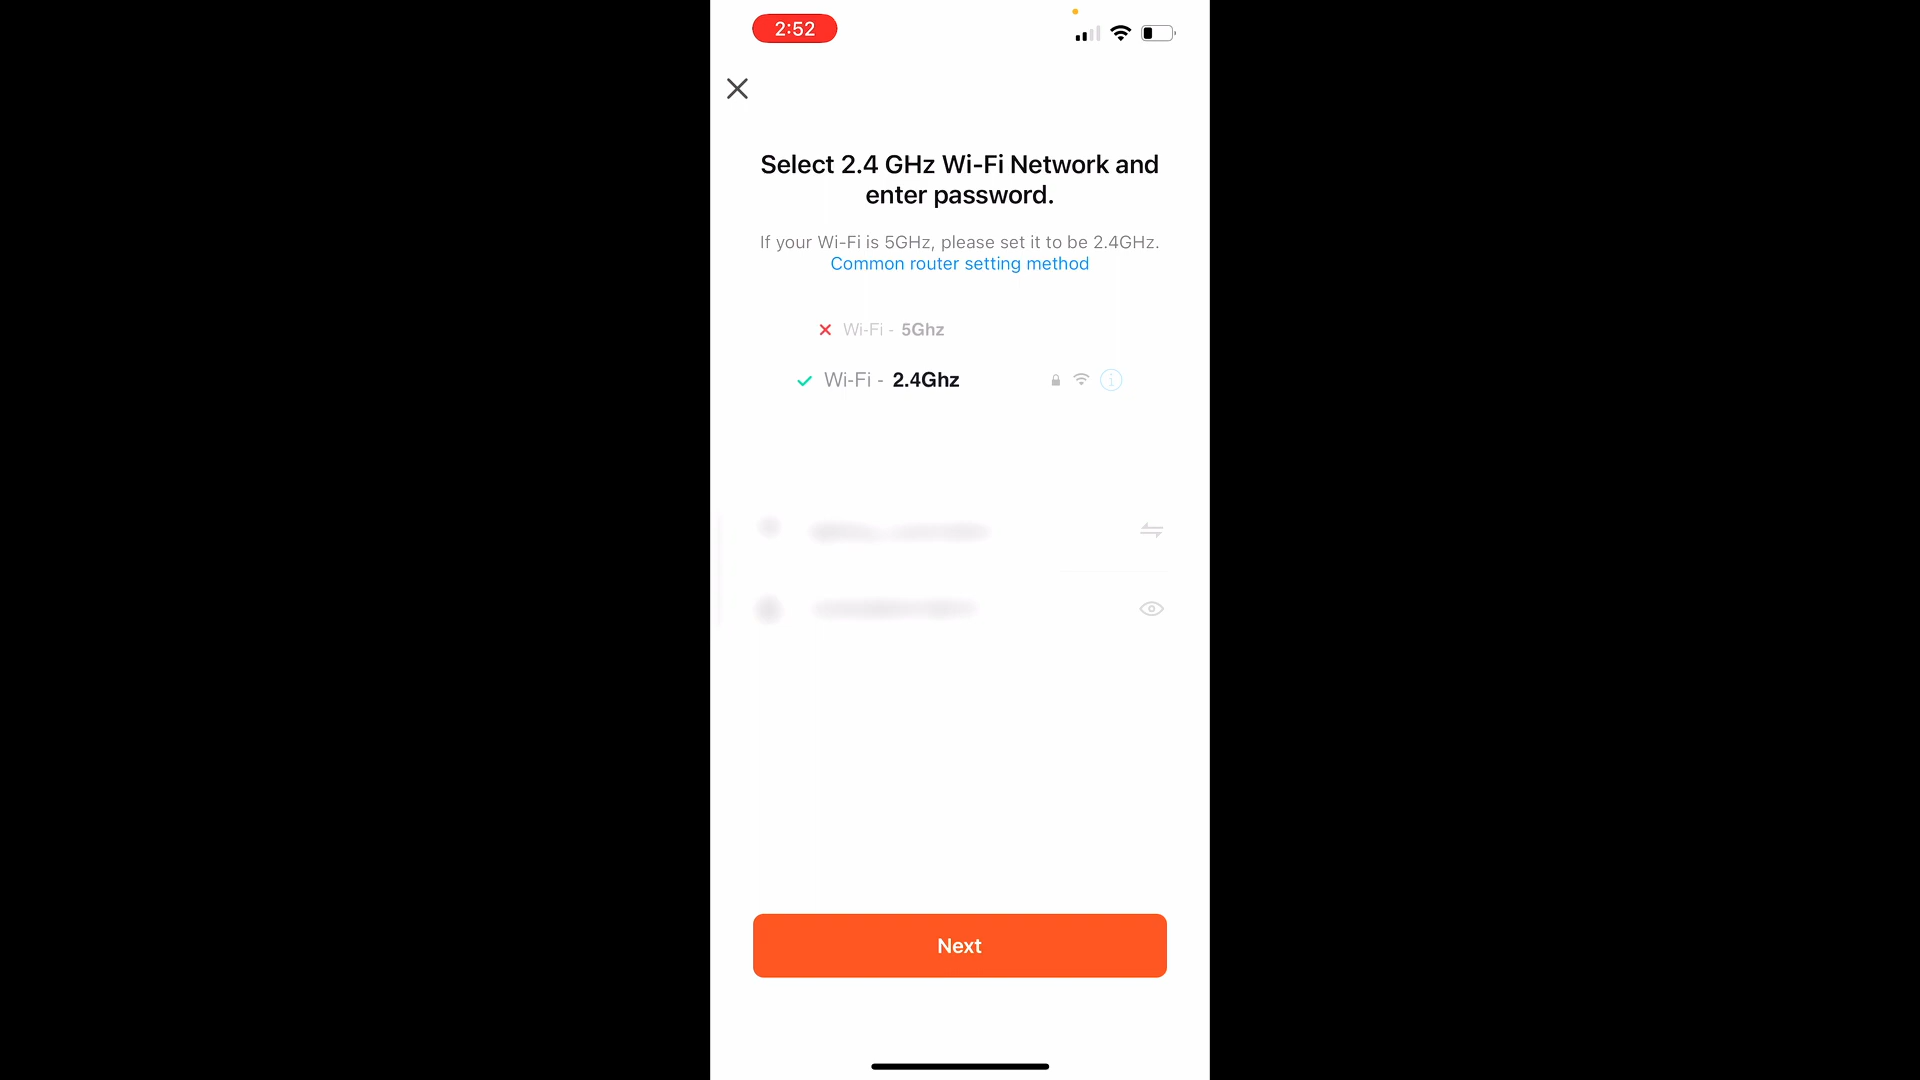 2:52
Select 2.4 GHz Wi-Fi Network and
enter password.
If your Wi-Fi is 5GHz, please set it to be 2.4GHz.
Common router setting method
Wi-Fi - 5Ghz
Wi-Fi - 2.4Ghz
Next